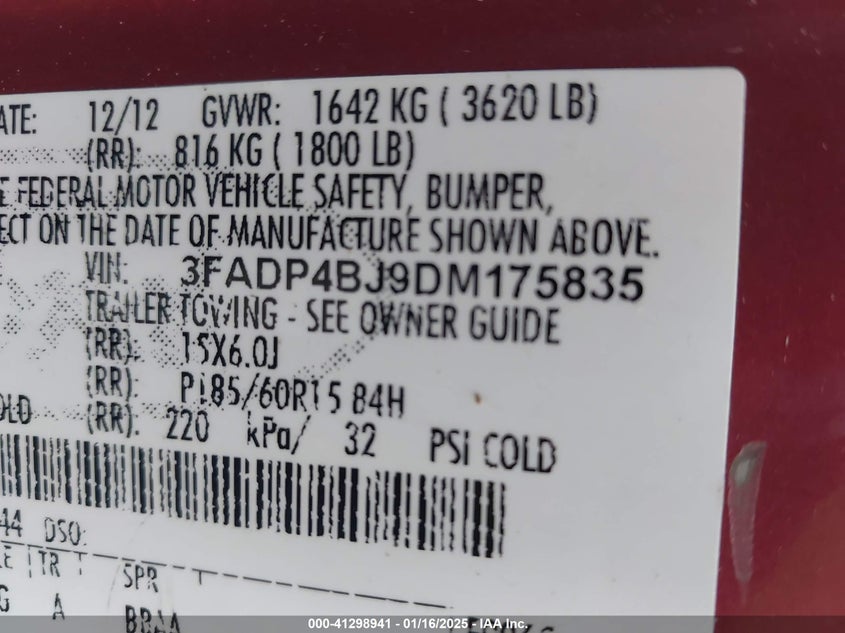 ATE: 12/12 GVWR: 1642 KG ( 3620 LB)
(RR): 816 KG ( 1800 LB)
E FEDERAL MOTOR VEHICLE SAFETY, BUMPER,
ECT ON THE DATE OF MANUFACTURE SHOWN ABOVE.
VIN: 3FADP4BJ9DM175835
TRAILER TOWING - SEE OWNER GUIDE
(RR): 15X6.0J
(RR): P185/60R15 84H
OLD (RR): 220 kPa/ 32 PSI COLD
44 DSO:
E TR SPR T
G A
000-41298941 - 01/16/2025 - IAA Inc.